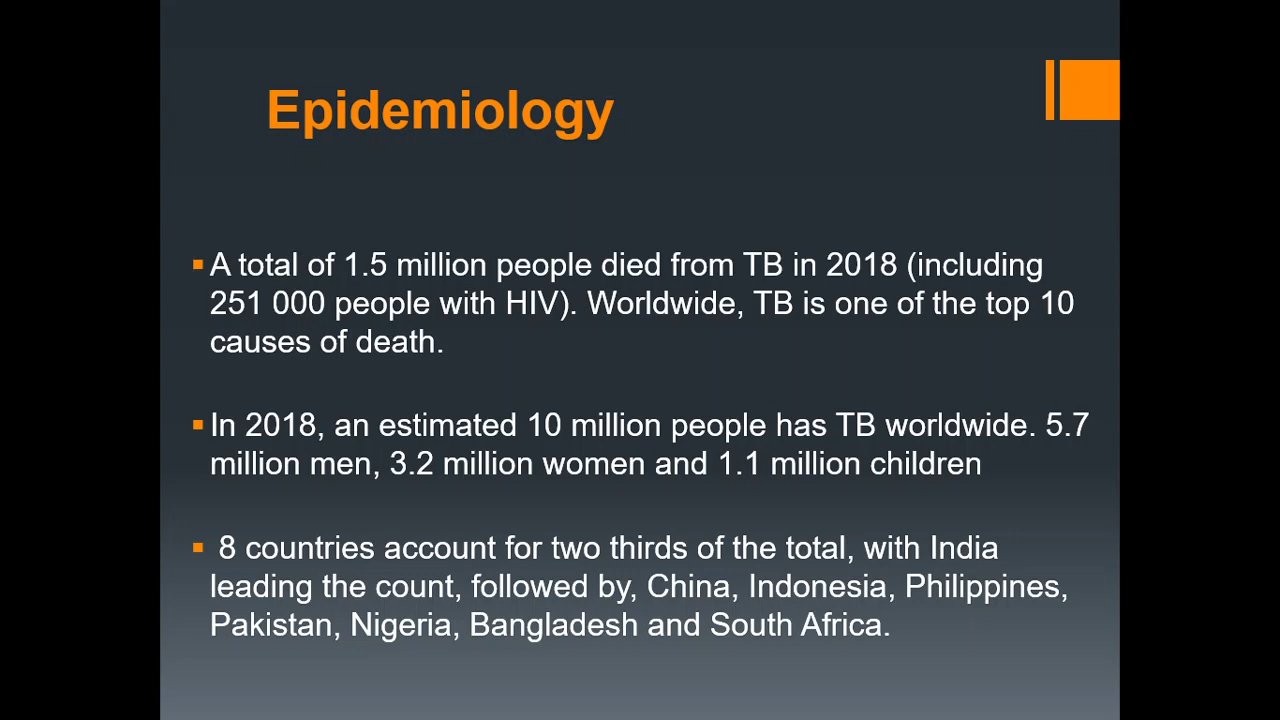 Epidemiology
▪A total of 1.5 million people died from TB in 2018 (including
251 000 people with HIV). Worldwide, TB is one of the top 10
causes of death.
▪In 2018, an estimated 10 million people has TB worldwide. 5.7
million men, 3.2 million women and 1.1 million children
▪ 8 countries account for two thirds of the total, with India
leading the count, followed by, China, Indonesia, Philippines,
Pakistan, Nigeria, Bangladesh and South Africa.